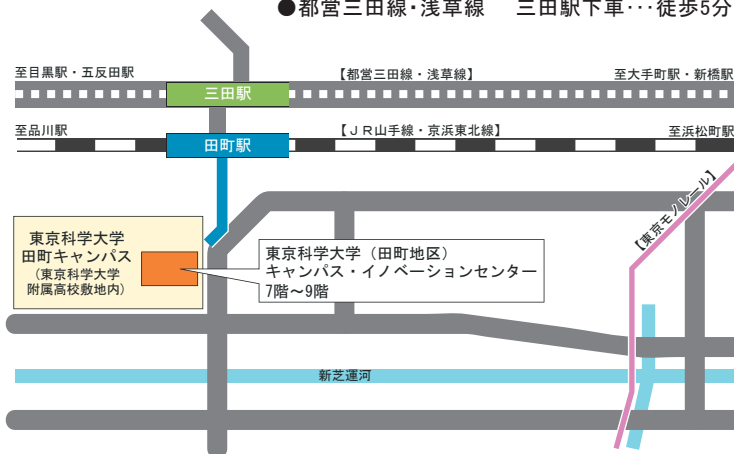 ●都営三田線・浅草線　三田駅下車･･･徒歩5分
至目黒駅・五反田駅
【都営三田線・浅草線】
至大手町駅・新橋駅
三田駅
至品川駅
【ＪＲ山手線・京浜東北線】
至浜松町駅
田町駅
【東京モノレール】
東京科学大学
田町キャンパス
（東京科学大学
附属高校敷地内）
東京科学大学（田町地区）
キャンパス・イノベーションセンター
7階～9階
新芝運河